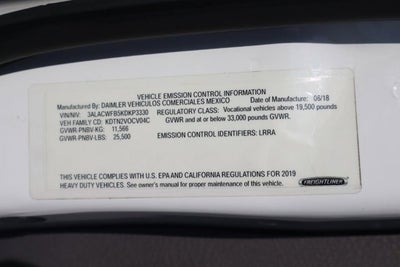 VEHICLE EMISSION CONTROL INFORMATION
Manufactured By: DAIMLER VEHICULOS COMERCIALES MEXICO Date of Manufacture: 06/18
VIN/NIV: 3ALACWFB5KDKP3330 REGULATORY CLASS: Vocational vehicles above 19,500 pounds
VEH FAMILY CD: KDTN2VOCV04C GVWR and at or below 33,000 pounds GVWR.
GVWR-PNBV-KG: 11,566
GVWR-PNBV-LBS: 25,500 EMISSION CONTROL IDENTIFIERS: LRRA
THIS VEHICLE COMPLIES WITH U.S. EPA AND CALIFORNIA REGULATIONS FOR 2019
HEAVY DUTY VEHICLES. See owner's manual for proper maintenance of this vehicle.
FREIGHTLINER